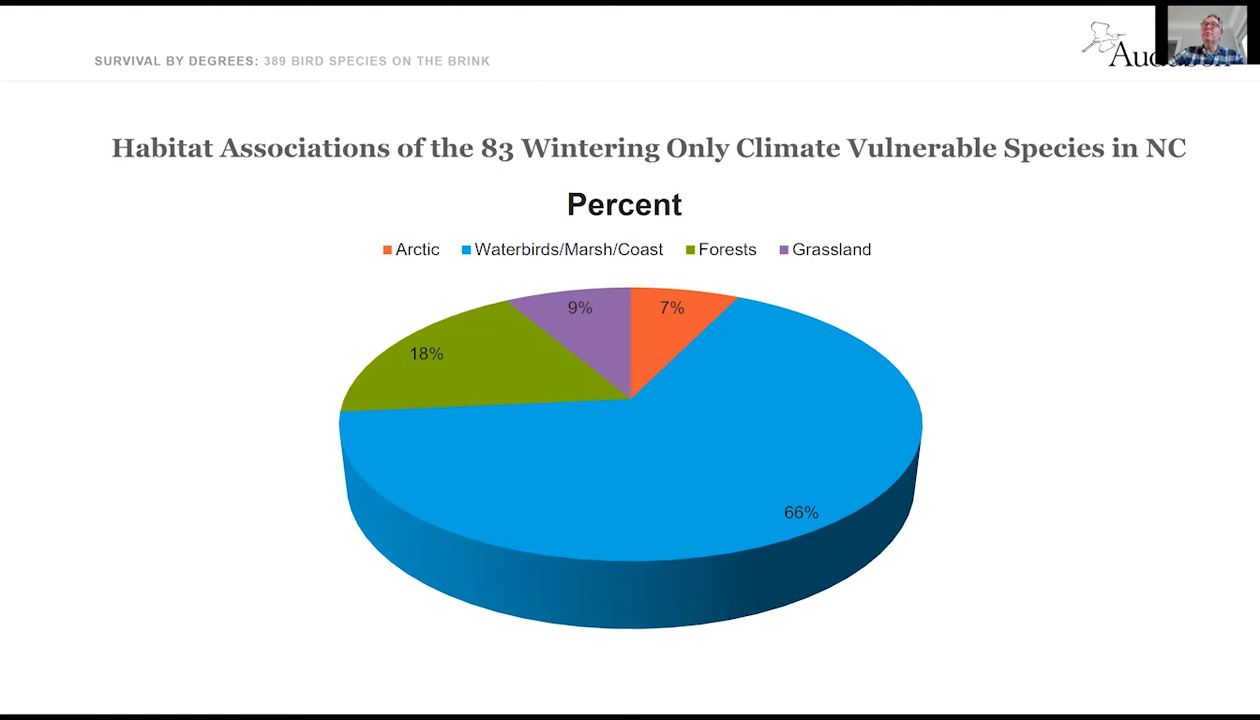 SURVIVAL BY DEGREES: 389 BIRD SPECIES ON THE BRINK
Habitat Associations of the 83 Wintering Only Climate Vulnerable Species in NC
Percent
Arctic Waterbirds/Marsh/Coast Forests Grassland
9% 7%
18%
66%